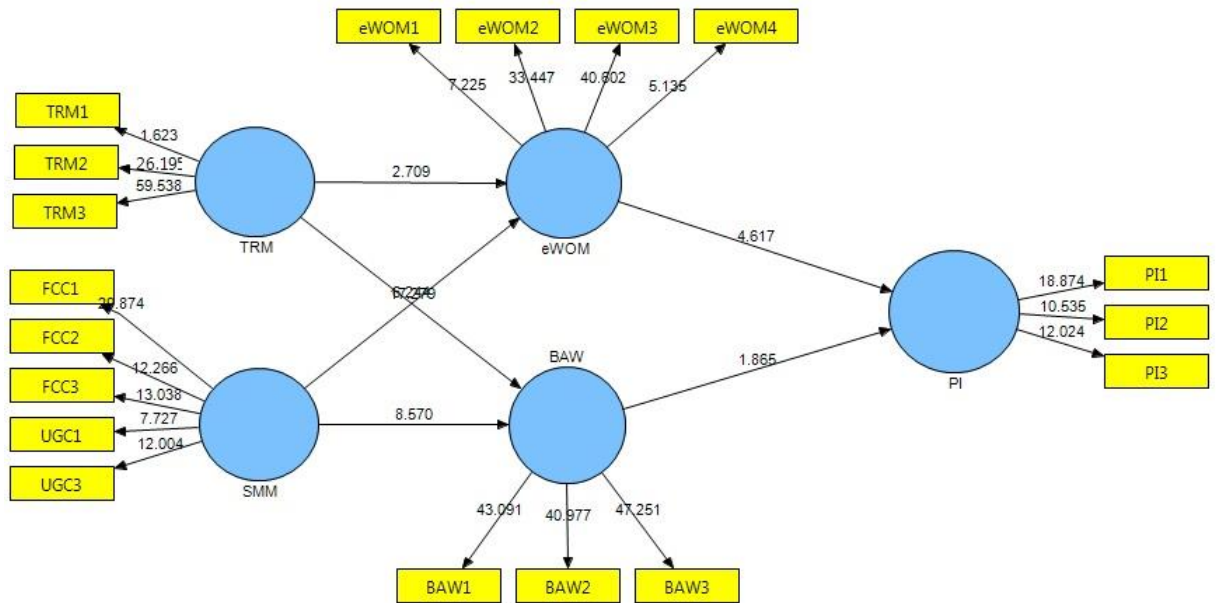 eWOM1
eWOM2
eWOM3
eWOM4
7.225
33.447
40.602
5.135
TRM1
TRM2
TRM3
1.623
26.195
59.538
TRM
2.709
eWOM
4.617
FCC1
FCC2
FCC3
UGC1
UGC3
12.266
13.038
7.727
12.004
SMM
8.570
BAW
1.865
PI
18.874
10.535
12.024
PI1
PI2
PI3
43.091
40.977
47.251
BAW1
BAW2
BAW3